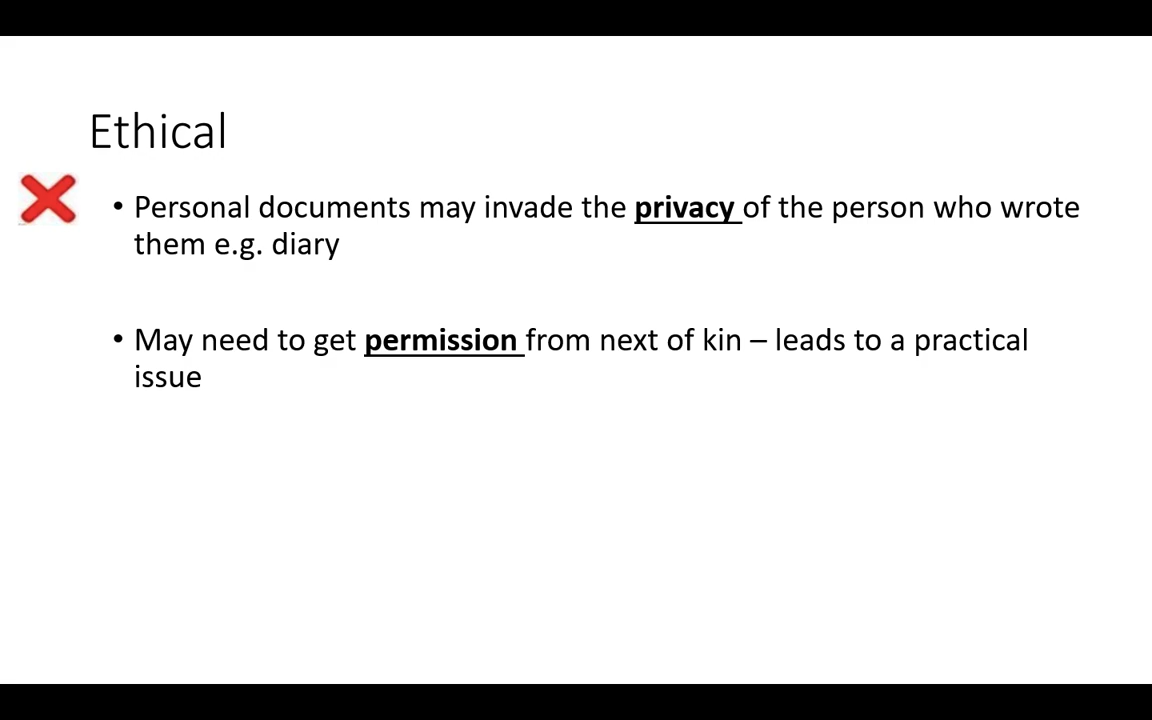 Ethical
• Personal documents may invade the privacy of the person who wrote
them e.g. diary
• May need to get permission from next of kin – leads to a practical
issue